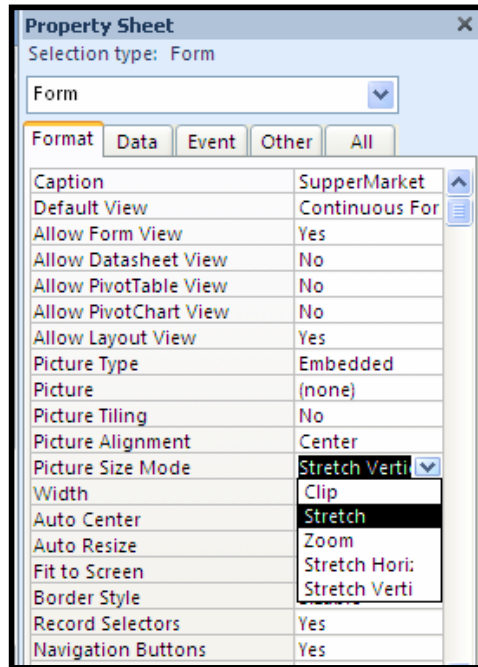 Property Sheet
Selection type: Form
Form
Format Data Event Other All
Caption SupperMarket
Default View Continuous For
Allow Form View Yes
Allow Datasheet View No
Allow PivotTable View No
Allow PivotChart View No
Allow Layout View Yes
Picture Type Embedded
Picture (none)
Picture Tiling No
Picture Alignment Center
Picture Size Mode Stretch Verti
Width Clip
Auto Center Stretch
Auto Resize Zoom
Fit to Screen Stretch Hori
Border Style Stretch Verti
Record Selectors Yes
Navigation Buttons Yes